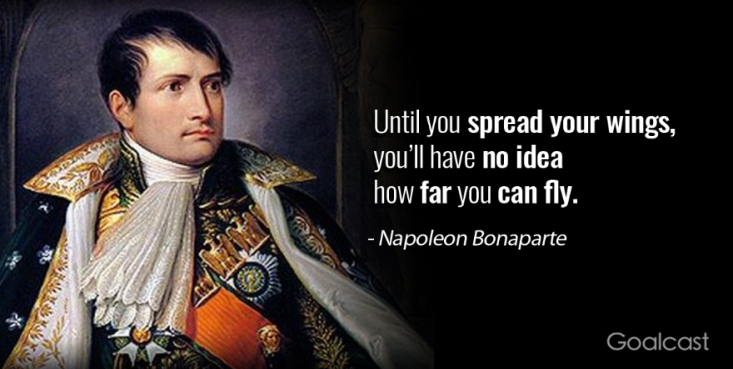 Until you spread your wings,
you'll have no idea
how far you can fly.
- Napoleon Bonaparte
Goalcast